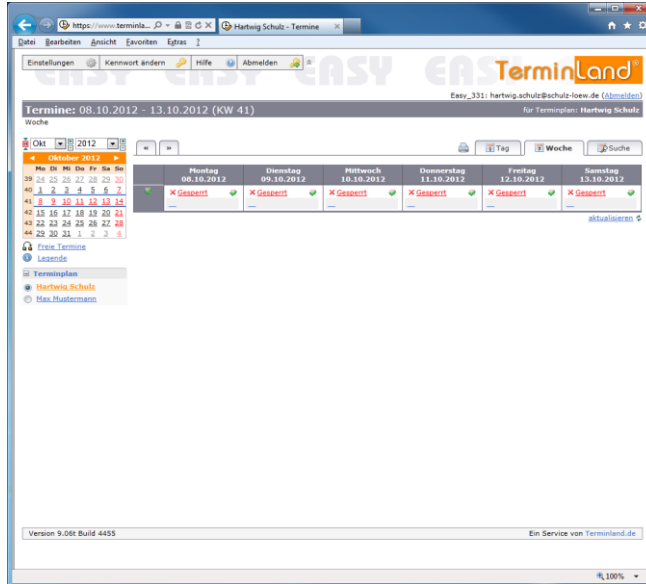 https://www.terminla...
Hartwig Schulz - Termine
Datei Bearbeiten Ansicht Favoriten Extras ?
Einstellungen Kennwort ändern Hilfe Abmelden
EASY EASY EASY EASY
TerminLand®
Easy_331: hartwig.schulz@schulz-loew.de (Abmelden)
Termine: 08.10.2012 - 13.10.2012 (KW 41)
für Terminplan: Hartwig Schulz
Woche
Okt 2012
« »
Tag Woche Suche
Oktober 2012
Mo Di Mi Do Fr Sa So
39 24 25 26 27 28 29 30
40 1 2 3 4 5 6 7
41 8 9 10 11 12 13 14
42 15 16 17 18 19 20 21
43 22 23 24 25 26 27 28
44 29 30 31 1 2 3 4
Montag Dienstag Mittwoch Donnerstag Freitag Samstag
08.10.2012 09.10.2012 10.10.2012 11.10.2012 12.10.2012 13.10.2012
Gesperrt Gesperrt Gesperrt Gesperrt Gesperrt Gesperrt
aktualisieren
Freie Termine
Legende
Terminplan
Hartwig Schulz
Max Mustermann
Version 9.06t Build 4455
Ein Service von Terminland.de
100%